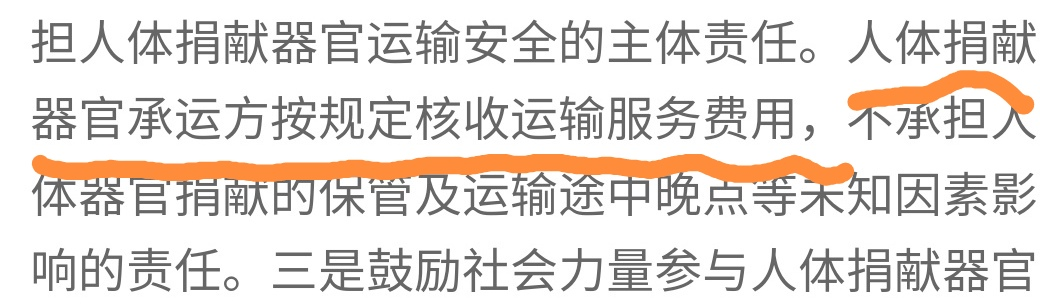 担人体捐献器官运输安全的主体责任。人体捐献
器官承运方按规定核收运输服务费用，不承担人
体器官捐献的保管及运输途中晚点等未知因素影
响的责任。三是鼓励社会力量参与人体捐献器官